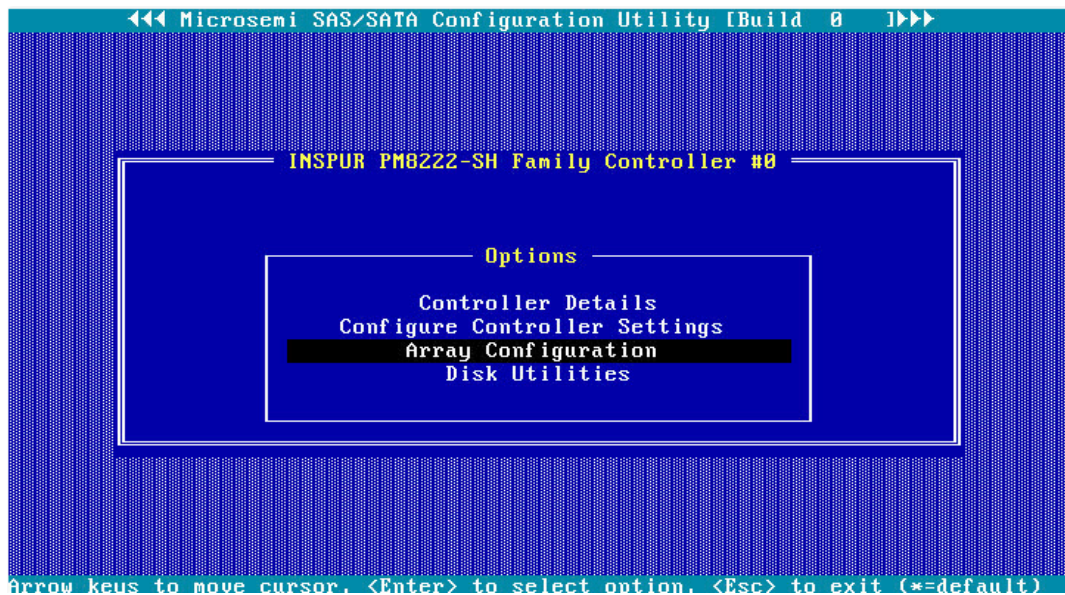 Microsemi SAS/SATA Configuration Utility [Build 0 ]
INSPUR PM8222-SH Family Controller #0
Options
Controller Details
Configure Controller Settings
Array Configuration
Disk Utilities
Arrow keys to move cursor, <Enter> to select option, <Esc> to exit (*=default)